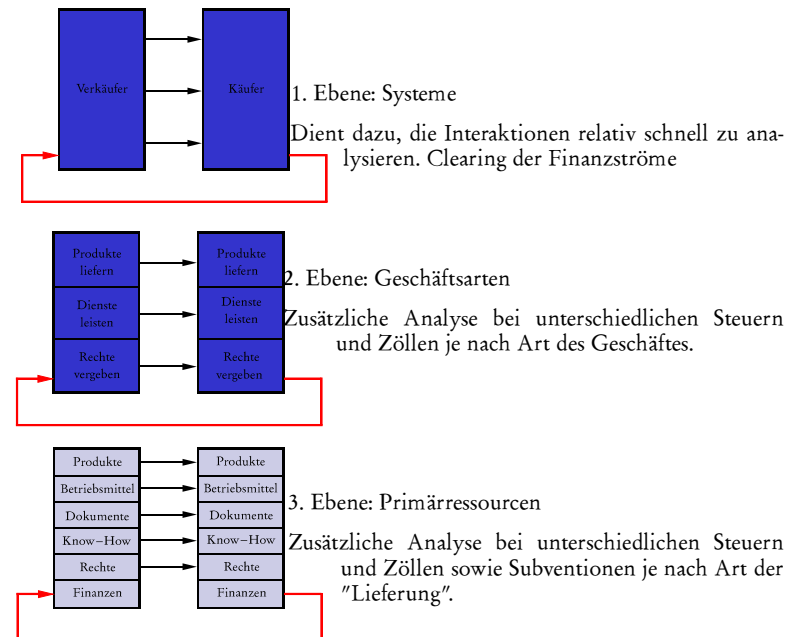 Verkäufer
Käufer
1. Ebene: Systeme
Dient dazu, die Interaktionen relativ schnell zu ana-
lysieren. Clearing der Finanzströme
Produkte
liefern
Produkte
liefern
Dienste
leisten
Dienste
leisten
Rechte
vergeben
Rechte
vergeben
2. Ebene: Geschäftsarten
Zusätzliche Analyse bei unterschiedlichen Steuern
und Zöllen je nach Art des Geschäftes.
Produkte
Produkte
Betriebsmittel
Betriebsmittel
Dokumente
Dokumente
Know-How
Know-How
Rechte
Rechte
Finanzen
Finanzen
3. Ebene: Primärressourcen
Zusätzliche Analyse bei unterschiedlichen Steuern
und Zöllen sowie Subventionen je nach Art der
"Lieferung".